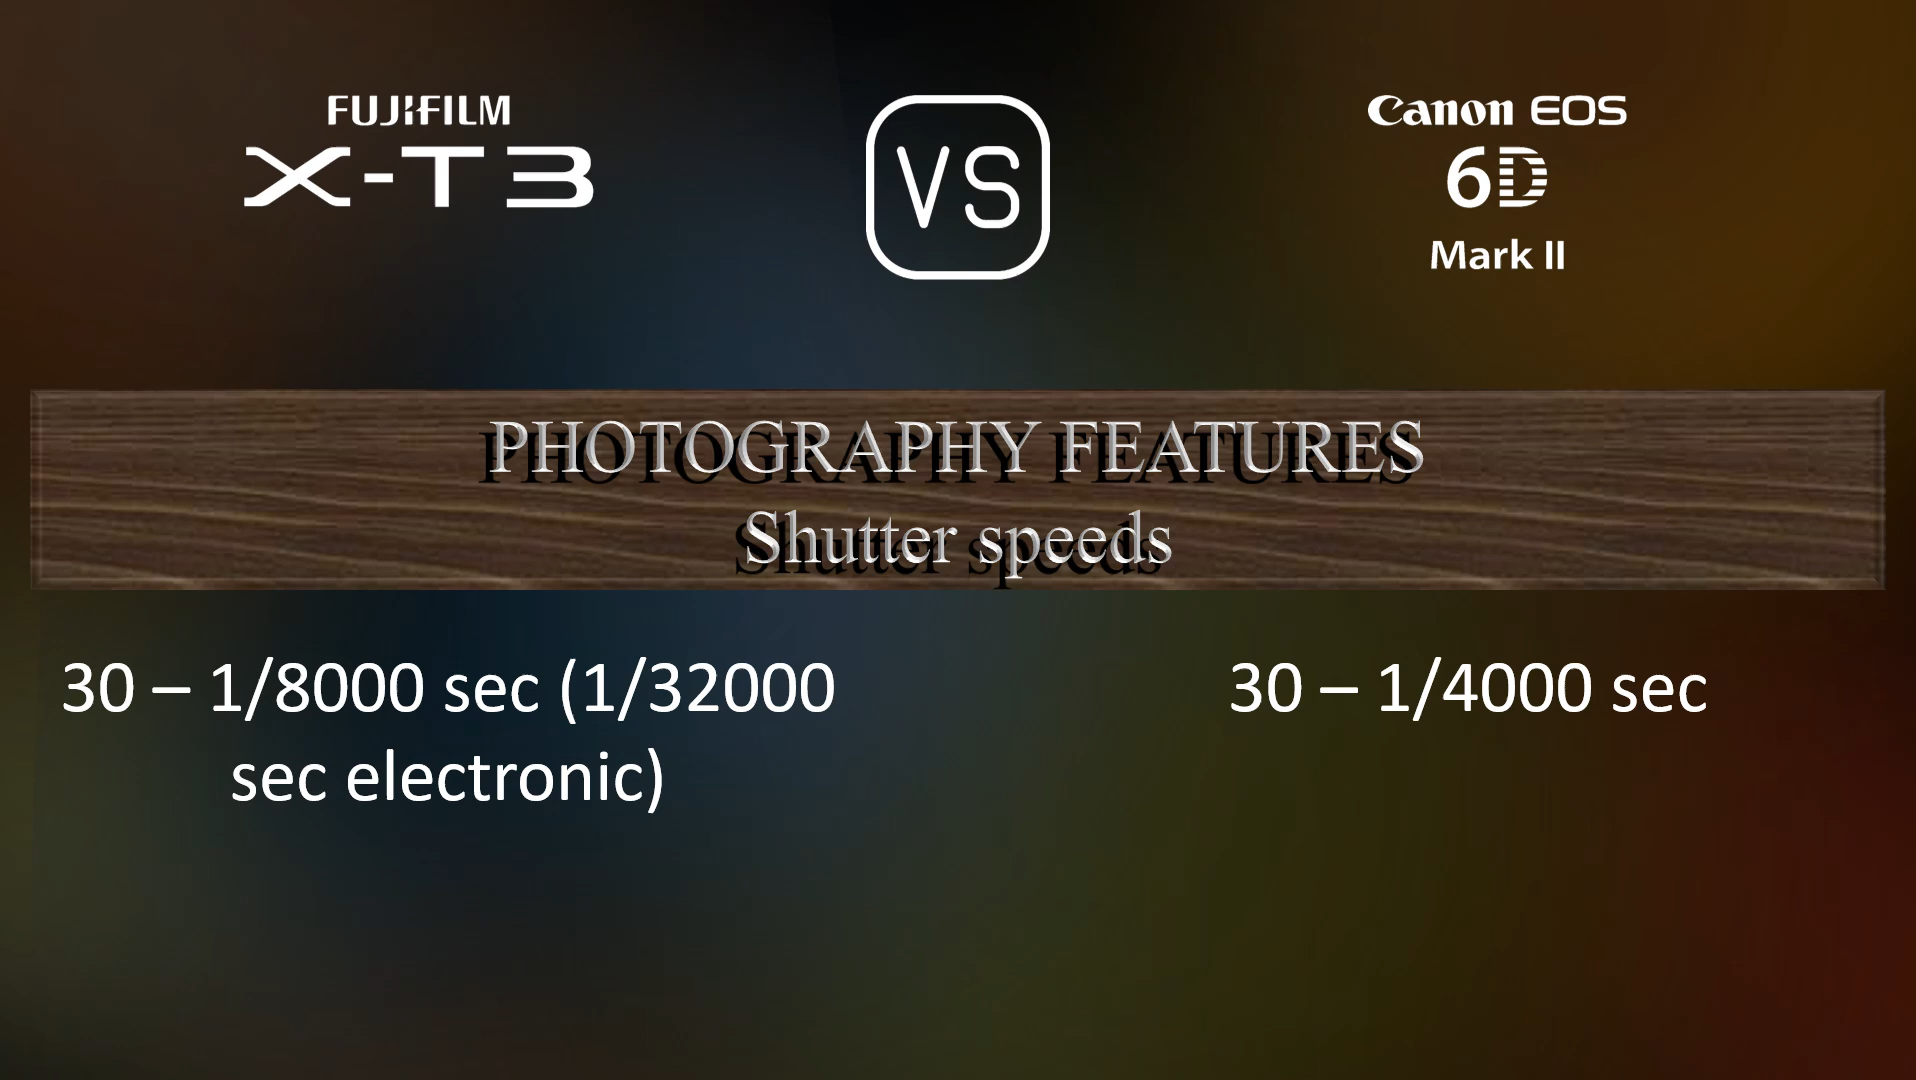 FUJIFILM
X-T3
VS
Canon EOS
6D
Mark II
PHOTOGRAPHY FEATURES
Shutter speeds
30 – 1/8000 sec (1/32000
sec electronic)
30 – 1/4000 sec